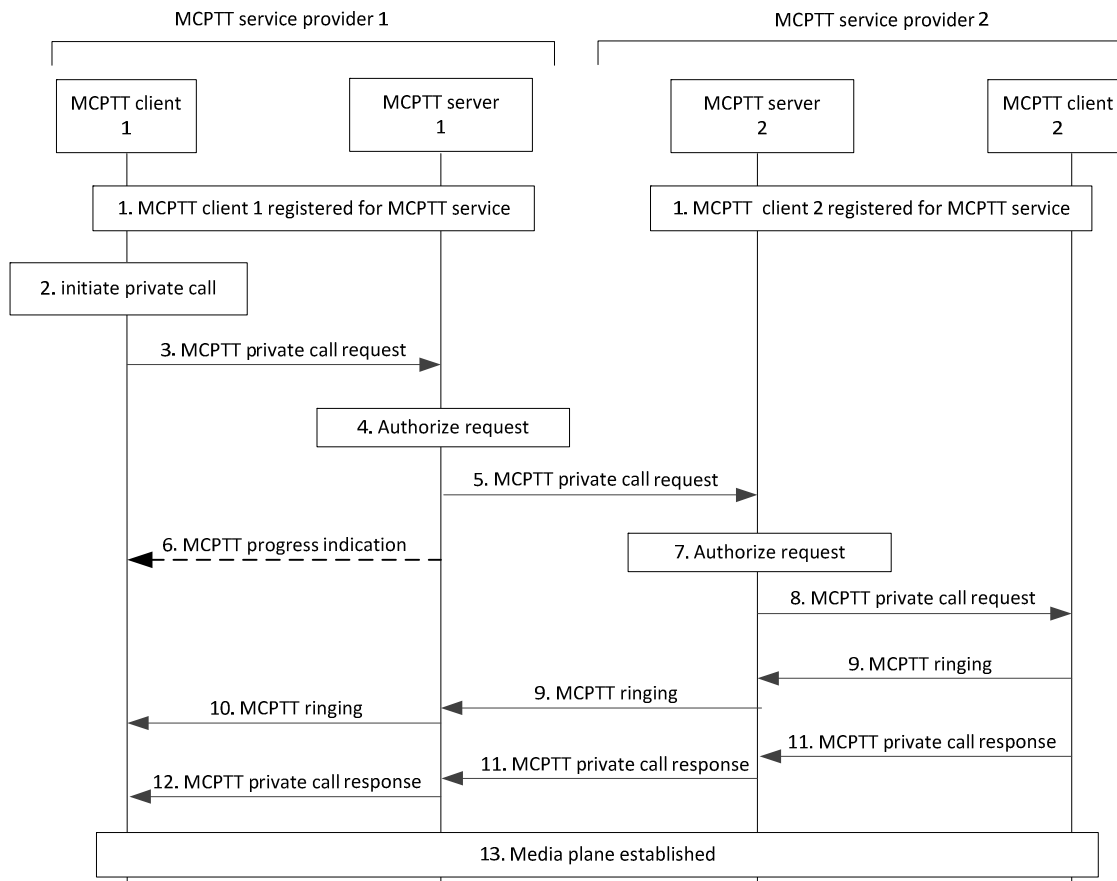 MCPTT service provider 1
MCPTT service provider 2
MCPTT client
1
MCPTT server
1
MCPTT server
2
MCPTT client
2
1. MCPTT client 1 registered for MCPTT service
1. MCPTT client 2 registered for MCPTT service
2. initiate private call
3. MCPTT private call request
4. Authorize request
5. MCPTT private call request
6. MCPTT progress indication
7. Authorize request
8. MCPTT private call request
9. MCPTT ringing
9. MCPTT ringing
10. MCPTT ringing
11. MCPTT private call response
11. MCPTT private call response
12. MCPTT private call response
13. Media plane established